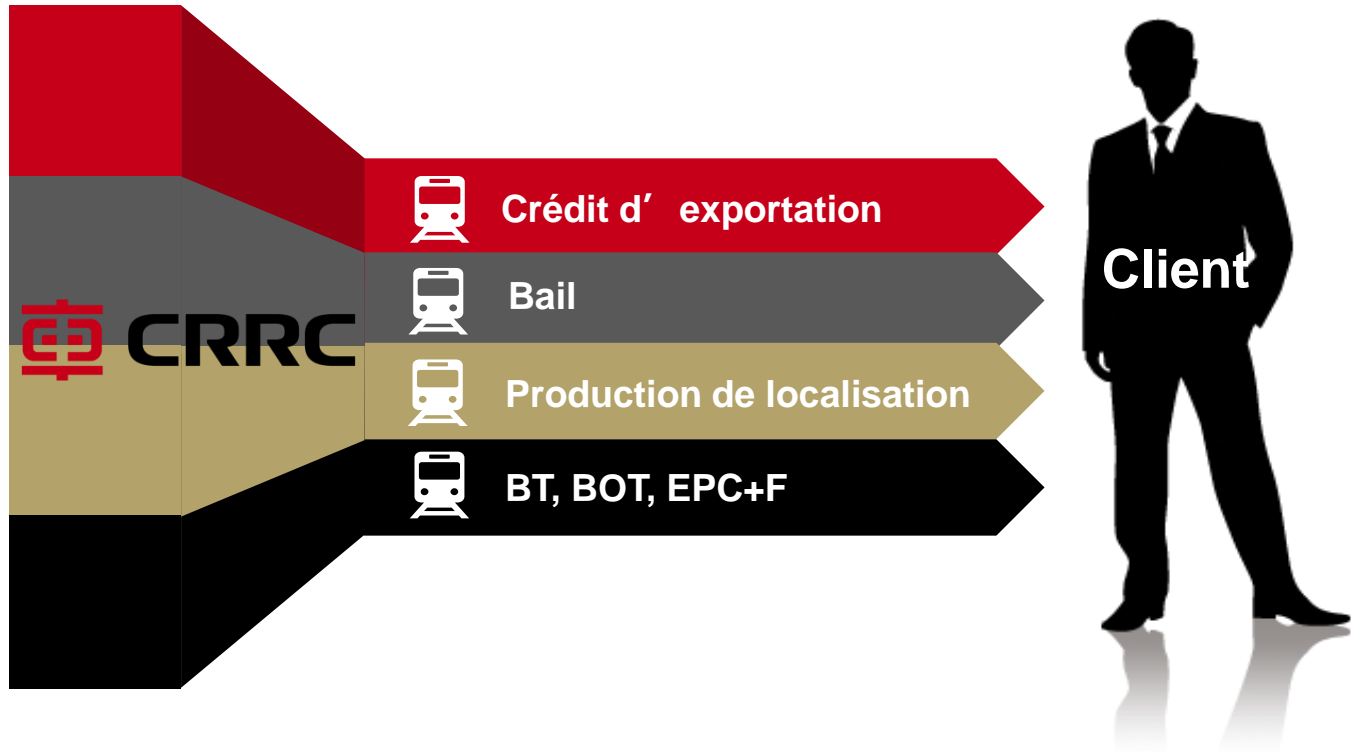 Crédit d’ exportation
Bail
Client
CRRC
Production de localisation
BT, BOT, EPC+F